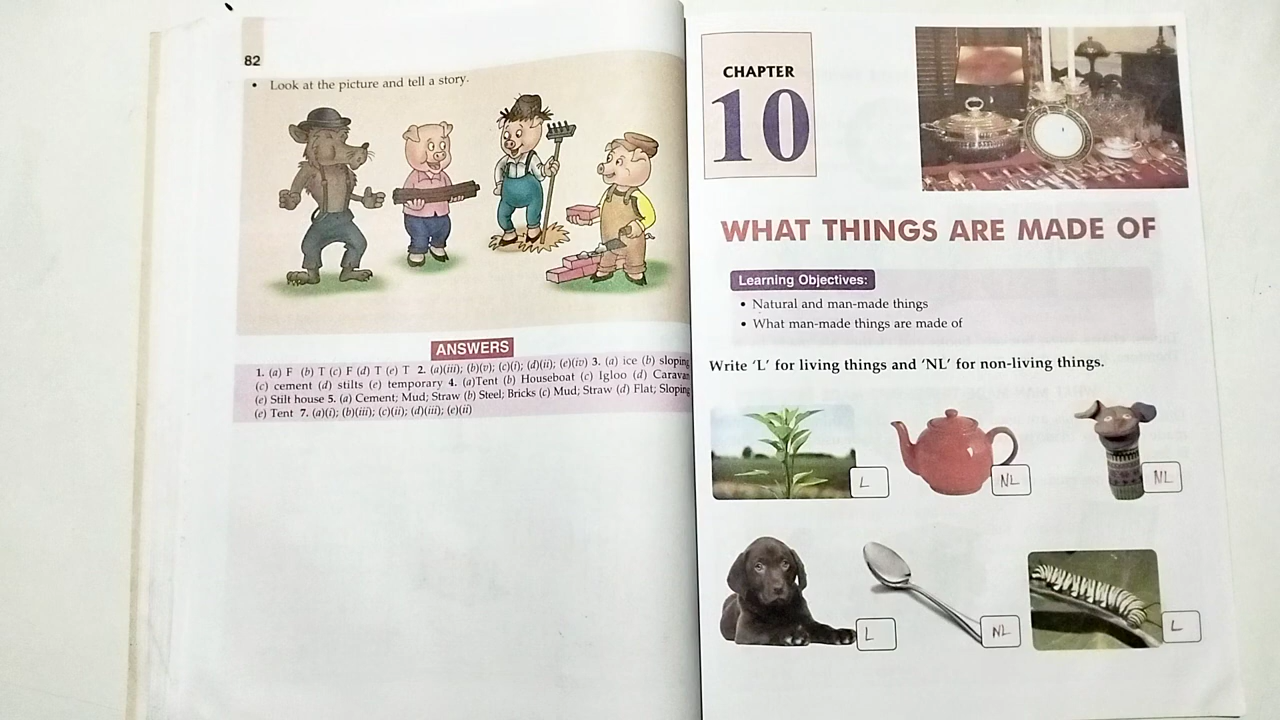 82
• Look at the picture and tell a story.
ANSWERS
1. (a) F (b) T (c) F (d) T (e) T 2. (a)(iii); (b)(v); (c)(i); (d)(ii); (e)(iv) 3. (a) ice (b) sloping
(c) cement (d) stilts (e) temporary 4. (a)Tent (b) Houseboat (c) Igloo (d) Caravan
(e) Stilt house 5. (a) Cement; Mud; Straw (b) Steel; Bricks (c) Mud; Straw (d) Flat; Sloping
(e) Tent 7. (a)(i); (b)(iii); (c)(ii); (d)(iii); (e)(ii)
CHAPTER
10
WHAT THINGS ARE MADE OF
Learning Objectives:
• Natural and man-made things
• What man-made things are made of
Write 'L' for living things and 'NL' for non-living things.
L NL NL
L NL L